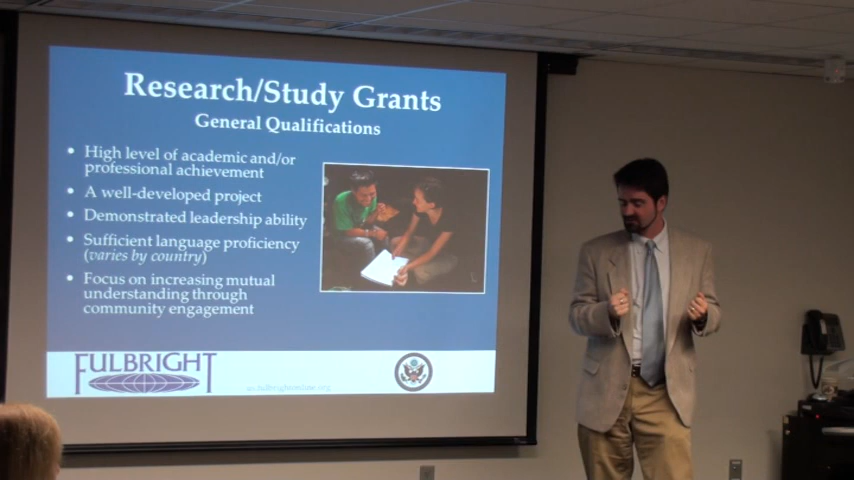 Research/Study Grants
General Qualifications
• High level of academic and/or
professional achievement
• A well-developed project
• Demonstrated leadership ability
• Sufficient language proficiency
(varies by country)
• Focus on increasing mutual
understanding through
community engagement
FULBRIGHT